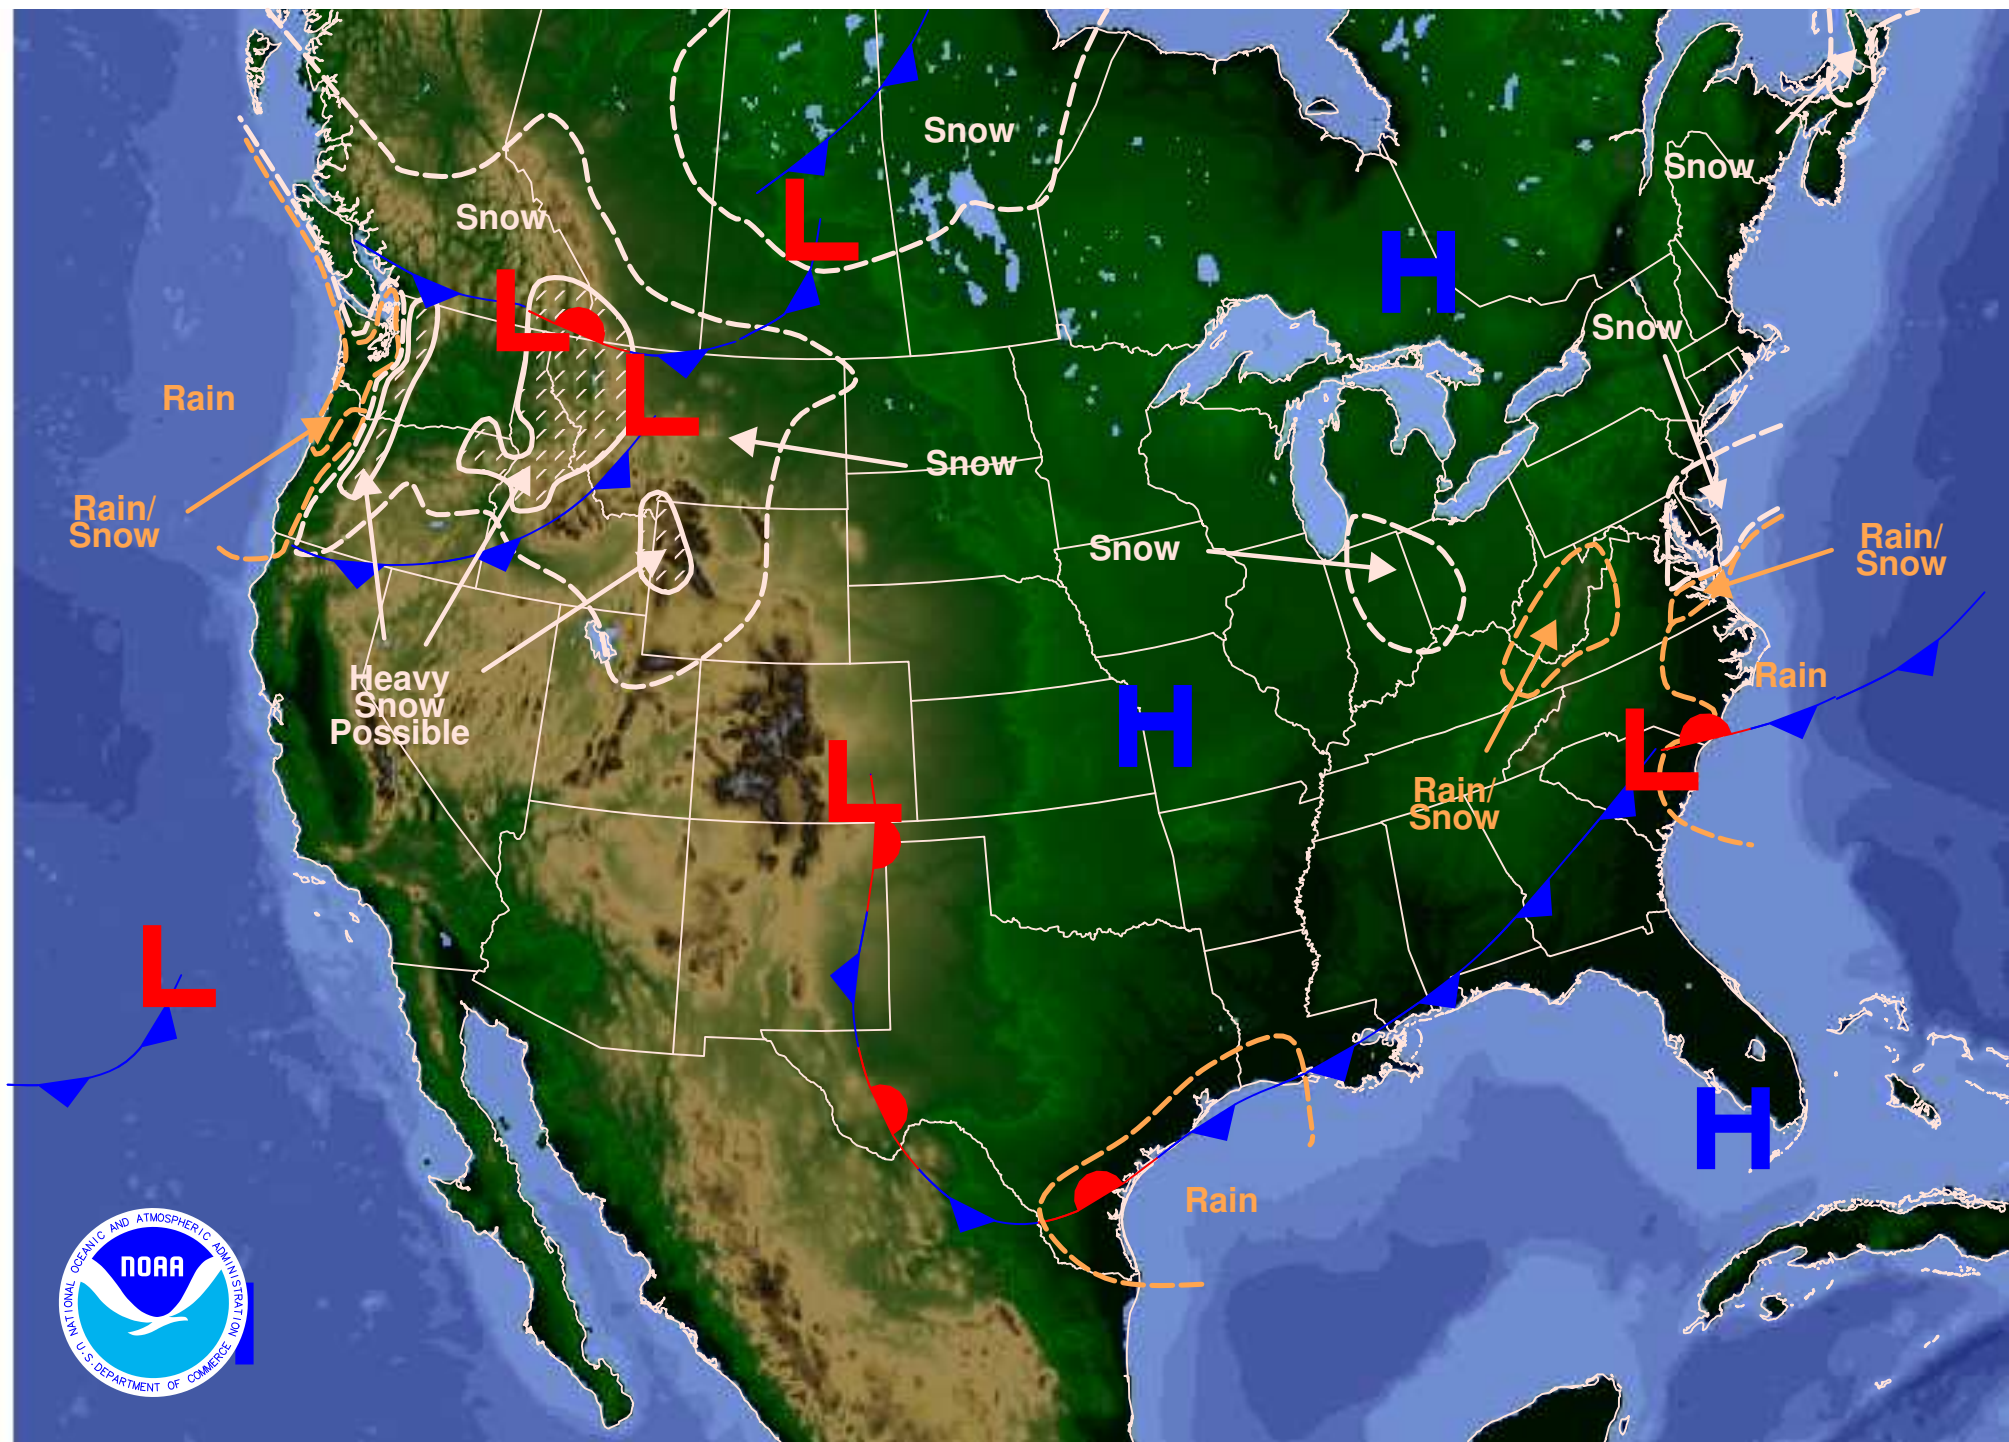 Snow
Snow
Snow
L
H
L
Snow
L
Rain
Snow
Rain/
Snow
Snow
Rain/
Snow
Heavy
Snow
Possible
Rain
H
L
L
Rain/
Snow
L
H
Rain
NOAA
NATIONAL OCEANIC AND ATMOSPHERIC ADMINISTRATION
U.S. DEPARTMENT OF COMMERCE